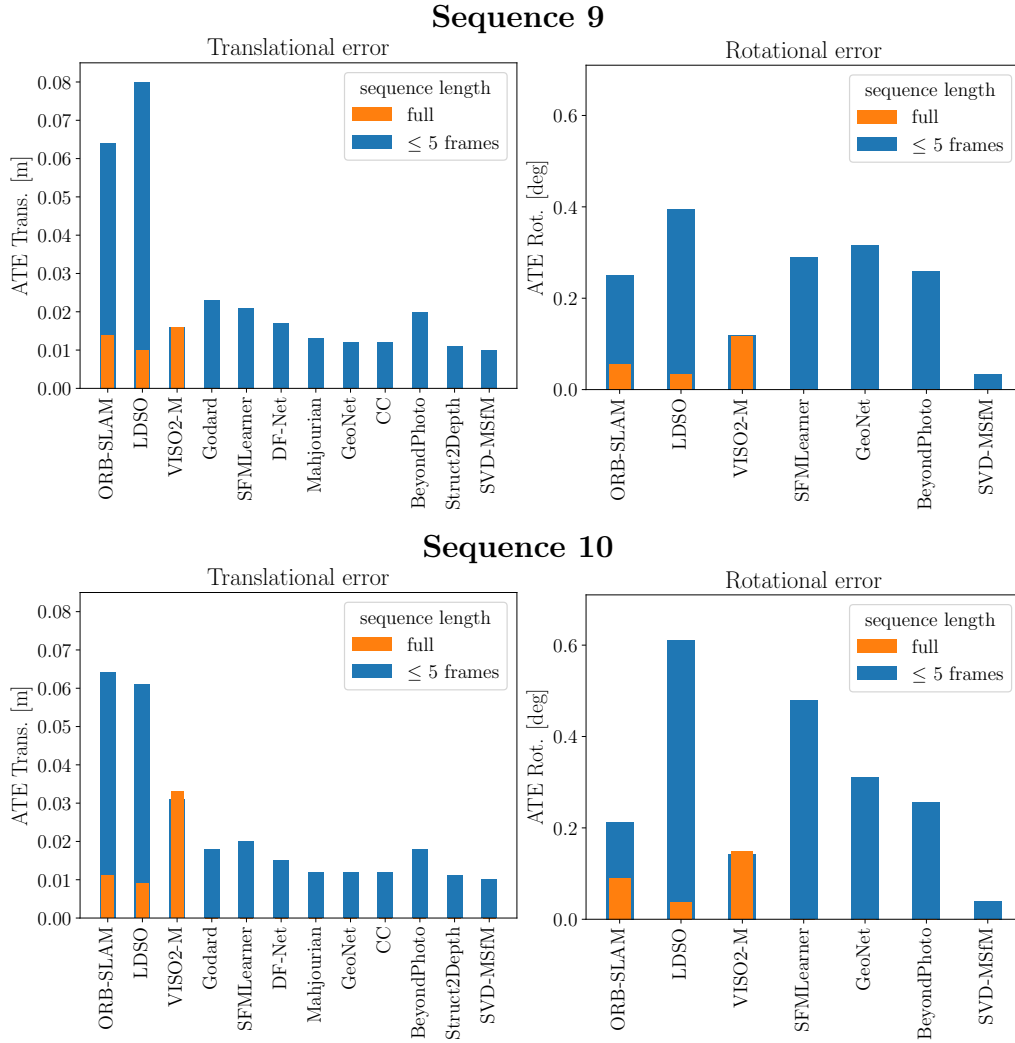 Sequence 9
Translational error
ATE Trans. [m]
0.08
0.07
0.06
0.05
0.04
0.03
0.02
0.01
0.00
sequence length
full
≤ 5 frames
ORB-SLAM
LDSO
VISO2-M
Godard
SFMLearner
DF-Net
Mahjourian
GeoNet
CC
BeyondPhoto
Struct2Depth
SVD-MSfM
Rotational error
ATE Rot. [deg]
0.6
0.4
0.2
0.0
sequence length
full
≤ 5 frames
ORB-SLAM
LDSO
VISO2-M
SFMLearner
GeoNet
BeyondPhoto
SVD-MSfM
Sequence 10
Translational error
ATE Trans. [m]
0.08
0.07
0.06
0.05
0.04
0.03
0.02
0.01
0.00
sequence length
full
≤ 5 frames
ORB-SLAM
LDSO
VISO2-M
Godard
SFMLearner
DF-Net
Mahjourian
GeoNet
CC
BeyondPhoto
Struct2Depth
SVD-MSfM
Rotational error
ATE Rot. [deg]
0.6
0.4
0.2
0.0
sequence length
full
≤ 5 frames
ORB-SLAM
LDSO
VISO2-M
SFMLearner
GeoNet
BeyondPhoto
SVD-MSfM